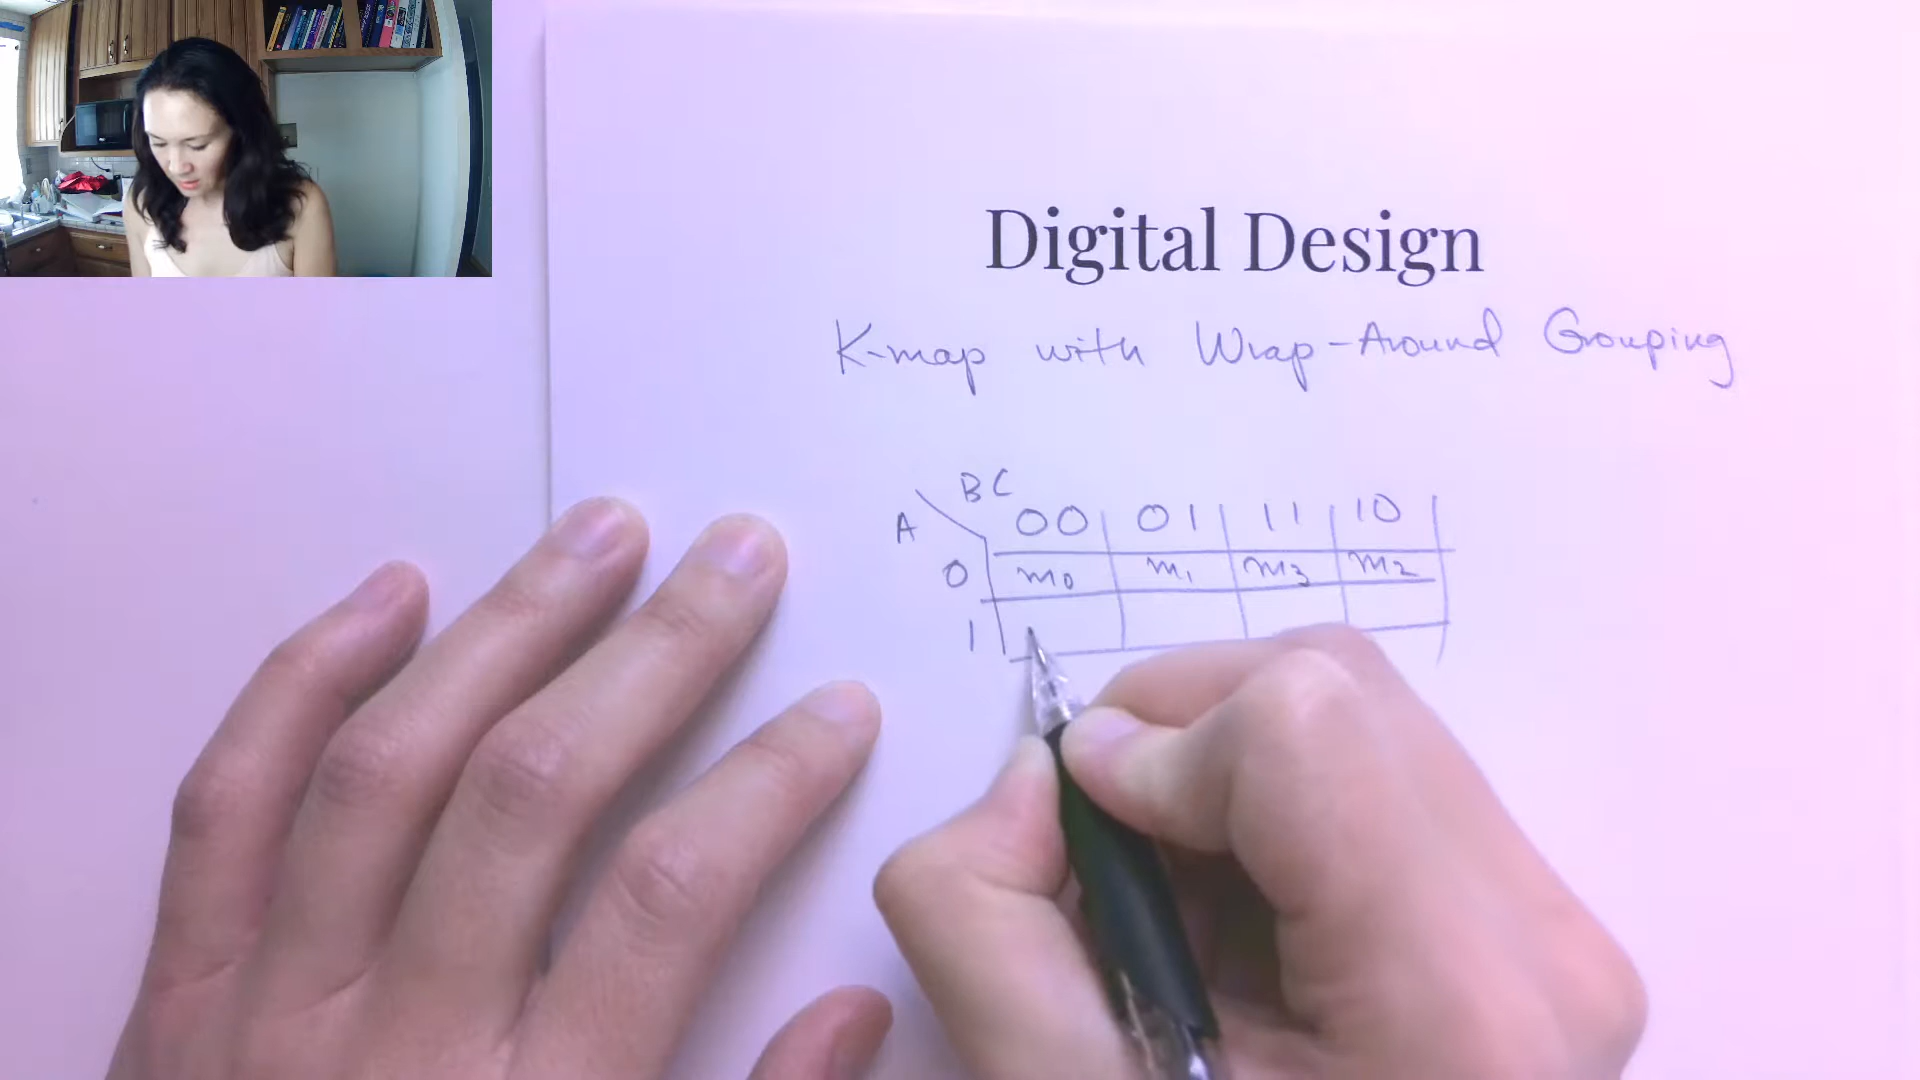 Digital Design
K-map with Wrap-Around Grouping
BC
A 00 01 11 10
0 m0 m1 m3 m2
1